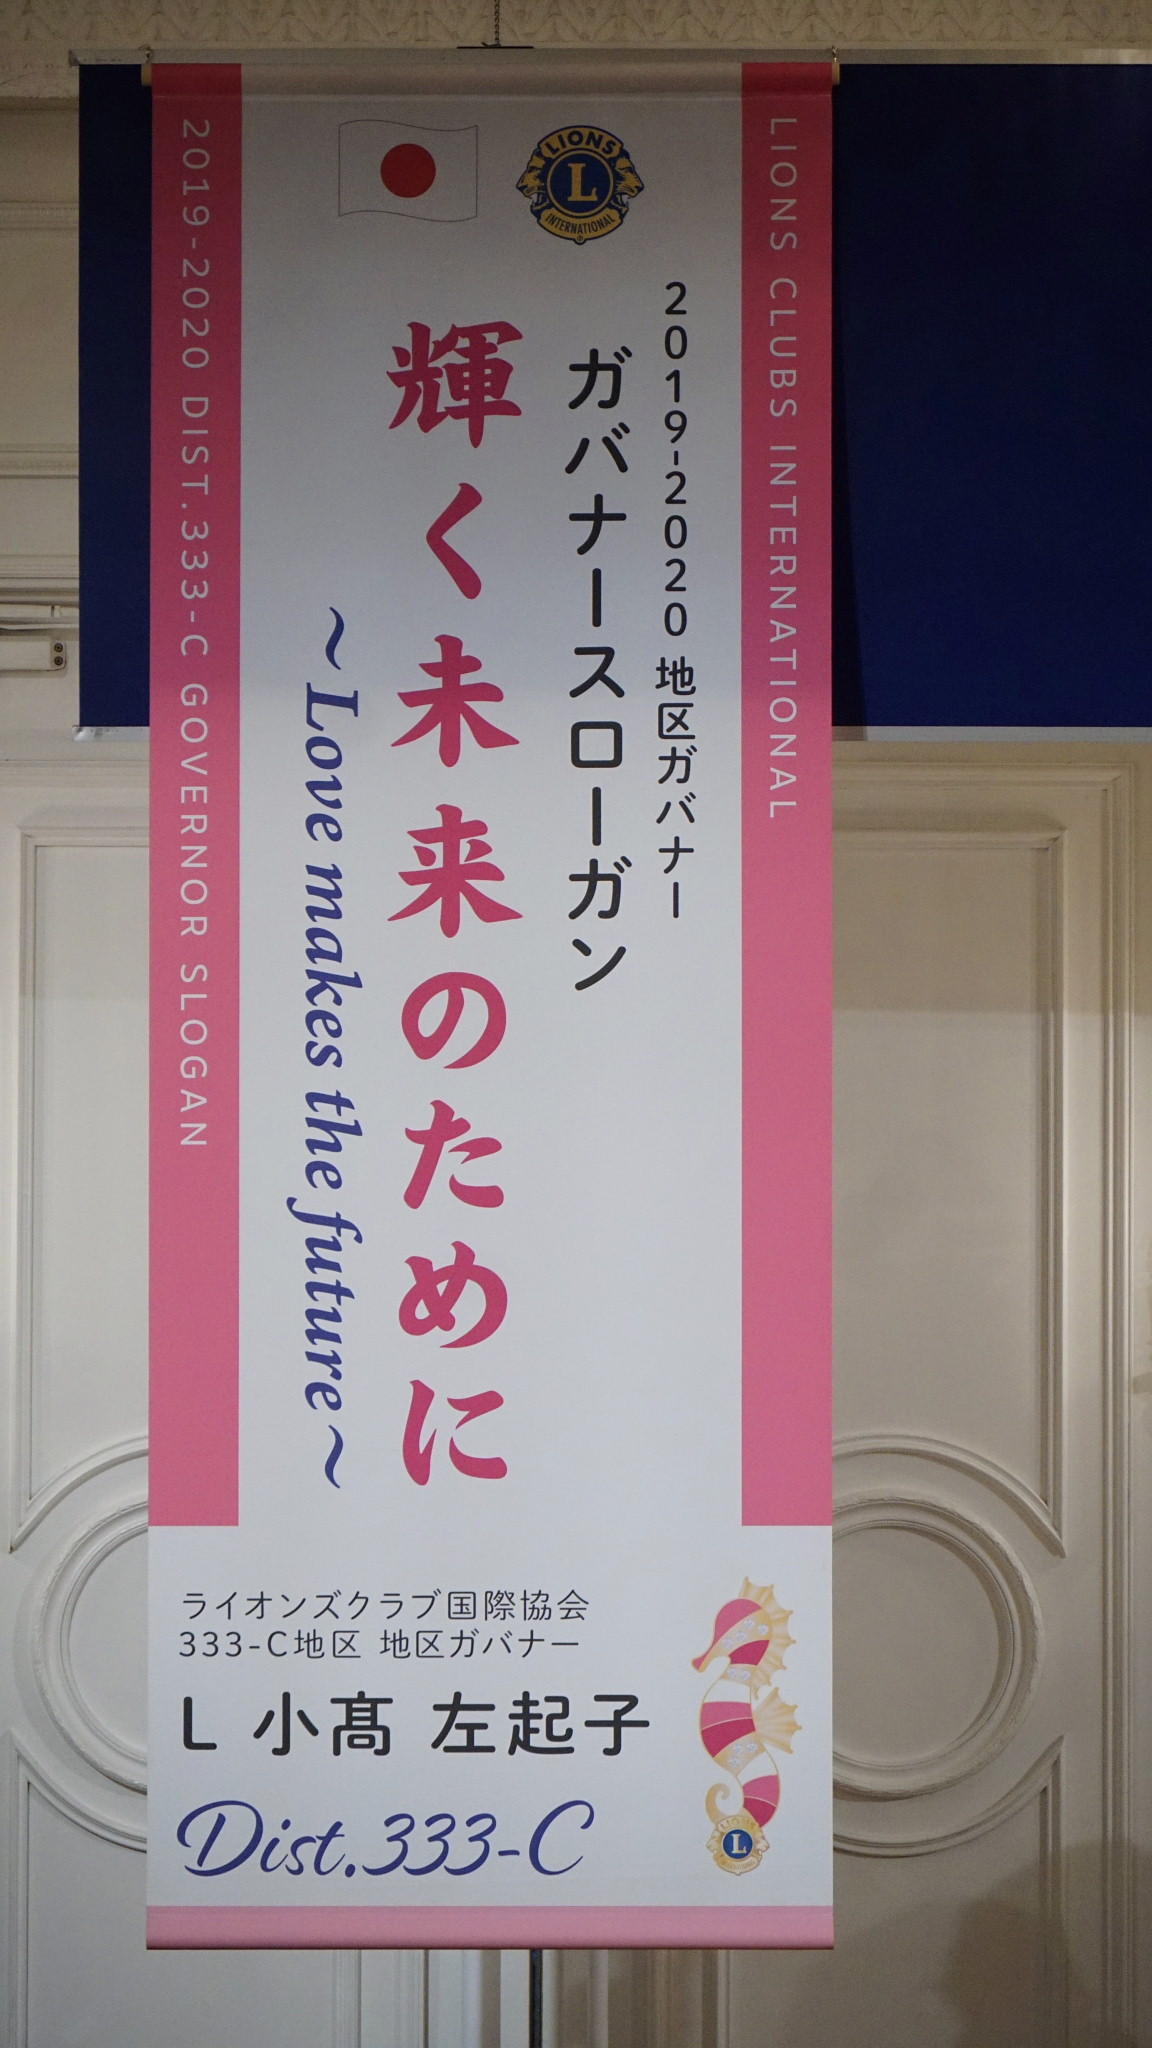 LIONS
L
INTERNATIONAL
LIONS CLUBS INTERNATIONAL
2019-2020 地区ガバナー
ガバナースローガン
輝く未来のために
~Love makes the future~
2019-2020 DIST.333-C GOVERNOR SLOGAN
ライオンズクラブ国際協会
333-C地区 地区ガバナー
L 小髙 左起子
Dist.333-C
LIONS
L
INTERNATIONAL